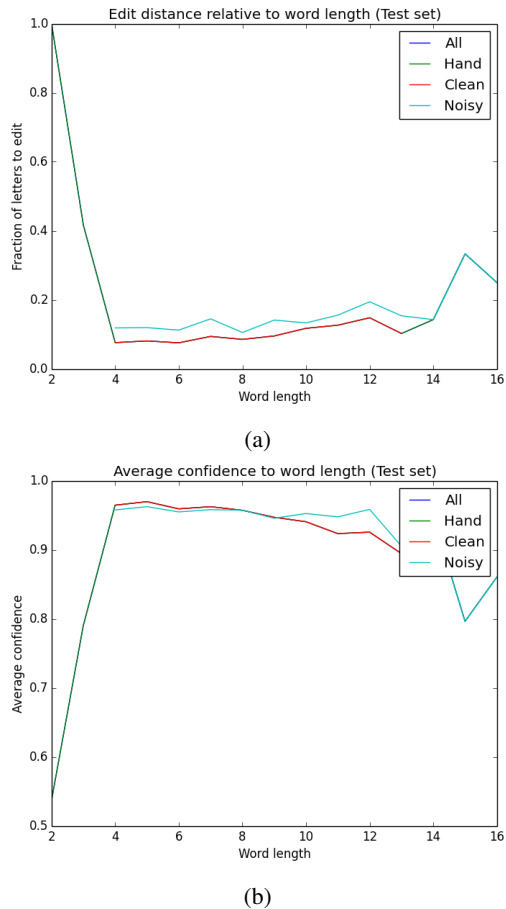 Edit distance relative to word length (Test set)
1.0
0.8
0.6
0.4
0.2
0.0
Fraction of letters to edit
All
Hand
Clean
Noisy
2 4 6 8 10 12 14 16
Word length
(a)
Average confidence to word length (Test set)
1.0
0.9
0.8
0.7
0.6
0.5
Average confidence
All
Hand
Clean
Noisy
2 4 6 8 10 12 14 16
Word length
(b)